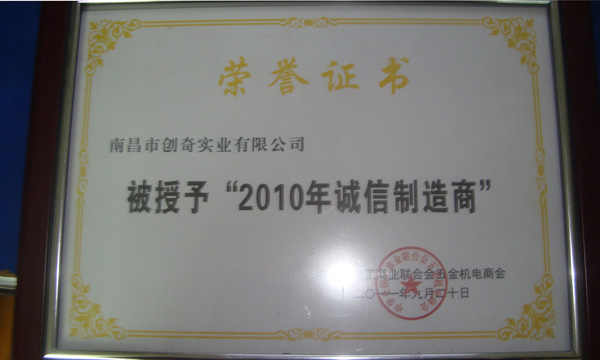 荣誉证书
南昌市创奇实业有限公司
被授予“2010年诚信制造商”
业联合会五金机电商会
二〇一一年九月二十日